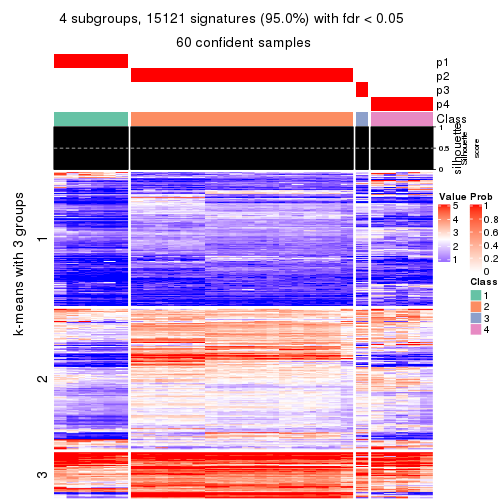 4 subgroups, 15121 signatures (95.0%) with fdr < 0.05
60 confident samples
p1
p2
p3
p4
Class
silhouette
Silhouette
score
1
0.5
0
k-means with 3 groups
1
2
3
Value
5
4
3
2
1
Prob
1
0.8
0.6
0.4
0.2
0
Class
1
2
3
4